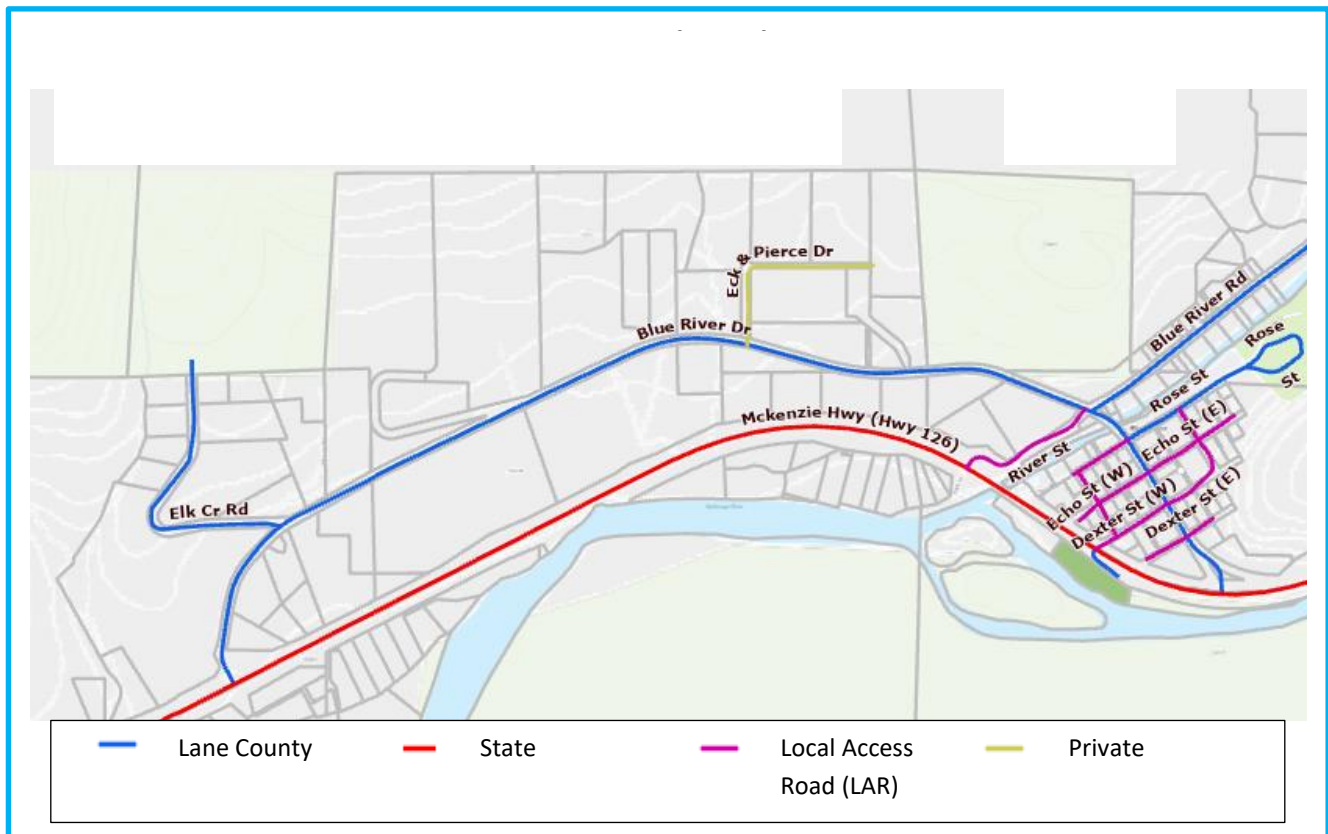 Eck & Pierce Dr
Blue River Dr
Blue River Rd
Rose
St
Rose St
Mckenzie Hwy (Hwy 126)
River St
Echo St (E)
Echo St (W)
Dexter St (W)
Dexter St (E)
Elk Cr Rd
Lane County
State
Local Access
Road (LAR)
Private